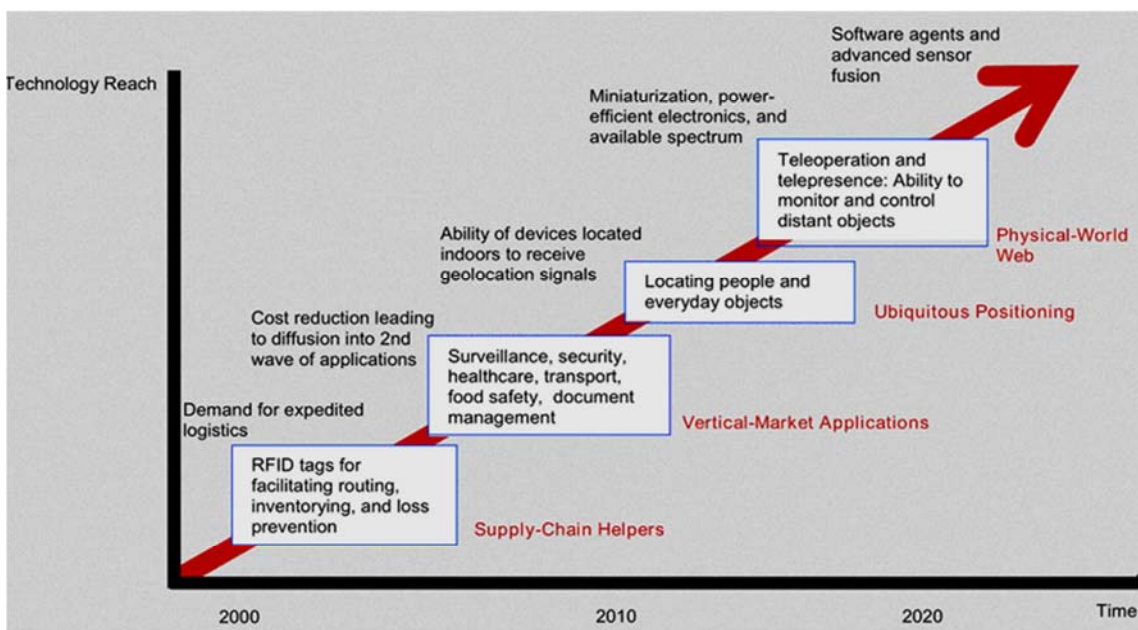 Software agents and
advanced sensor
fusion
Technology Reach
Miniaturization, power-
efficient electronics, and
available spectrum
Teleoperation and
telepresence: Ability to
monitor and control
distant objects
Physical-World
Web
Ability of devices located
indoors to receive
geolocation signals
Locating people and
everyday objects
Ubiquitous Positioning
Cost reduction leading
to diffusion into 2nd
wave of applications
Surveillance, security,
healthcare, transport,
food safety, document
management
Vertical-Market Applications
Demand for expedited
logistics
RFID tags for
facilitating routing,
inventorying, and loss
prevention
Supply-Chain Helpers
2000
2010
2020
Time